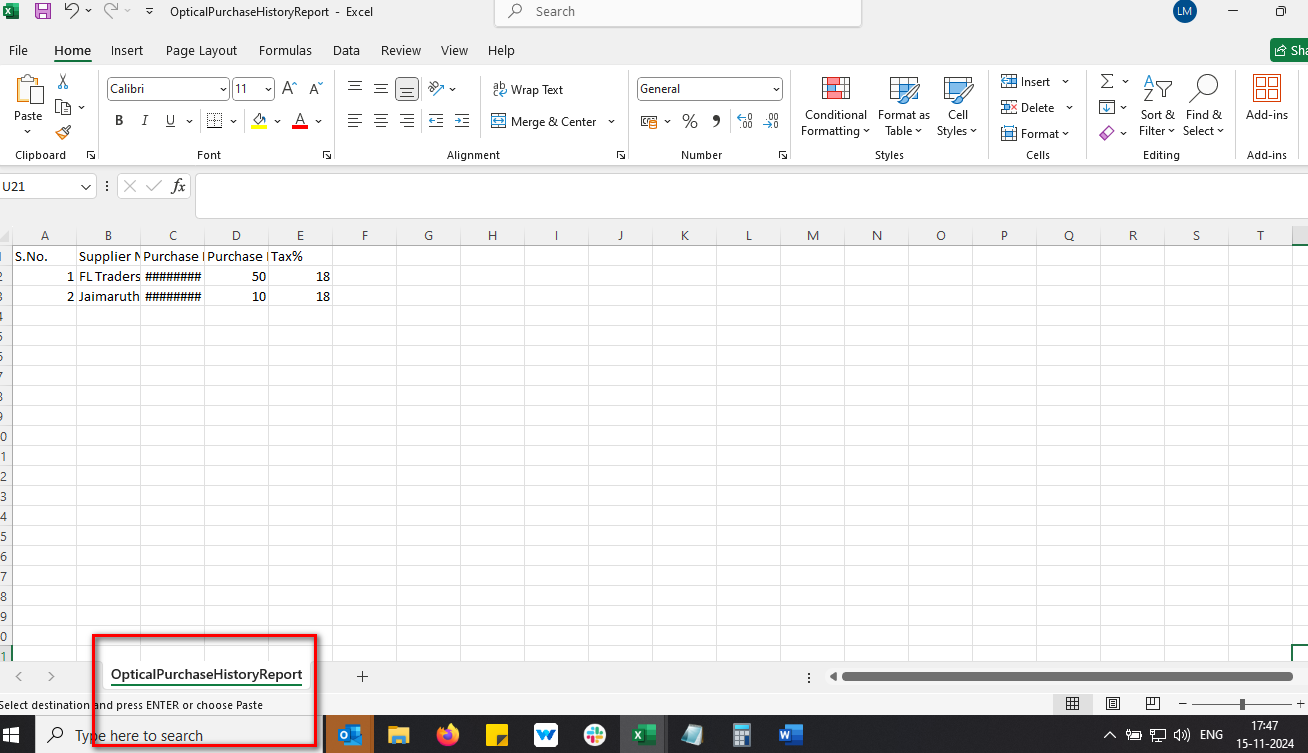 OpticalPurchaseHistoryReport - Excel
Search
LM
File Home Insert Page Layout Formulas Data Review View Help
Sha
Calibri 11 Wrap Text General Insert
Paste Conditional Formatting Format as Table Cell Styles Delete Sort & Filter Find & Select Add-ins
B I U Merge & Center Format
Clipboard Font Alignment Number Styles Cells Editing Add-ins
U21 fx
A B C D E F G H I J K L M N O P Q R S T
S.No. Supplier N Purchase Purchase Tax%
2 1 FL Traders ######## 50 18
3 2 Jaimaruth ######## 10 18
OpticalPurchaseHistoryReport
Select destination and press ENTER or choose Paste
Type here to search
ENG
17:47
15-11-2024